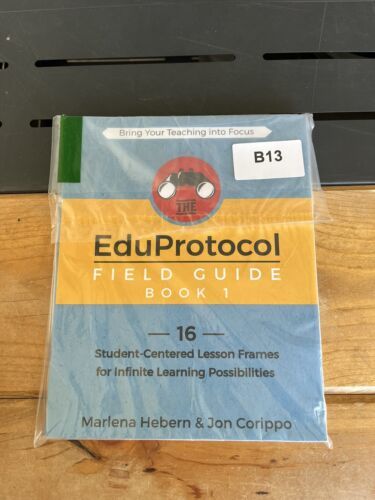 Bring Your Teaching into Focus
B13
THE
EduProtocol
FIELD GUIDE
BOOK 1
— 16 —
Student-Centered Lesson Frames
for Infinite Learning Possibilities
Marlena Hebern & Jon Corippo